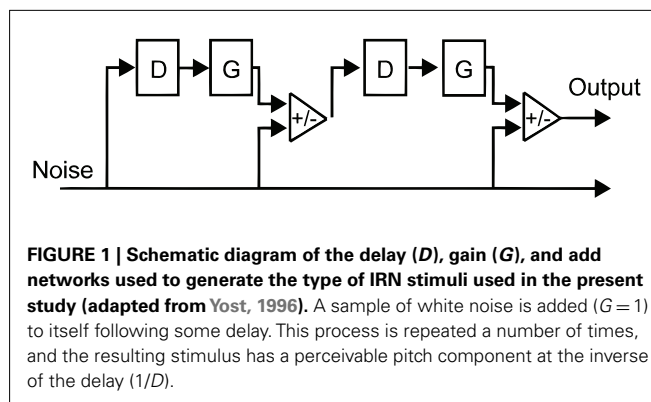 D
G
+/-
D
G
+/-
Output
Noise
FIGURE 1 | Schematic diagram of the delay (D), gain (G), and add
networks used to generate the type of IRN stimuli used in the present
study (adapted from Yost, 1996). A sample of white noise is added (G = 1)
to itself following some delay. This process is repeated a number of times,
and the resulting stimulus has a perceivable pitch component at the inverse
of the delay (1/D).